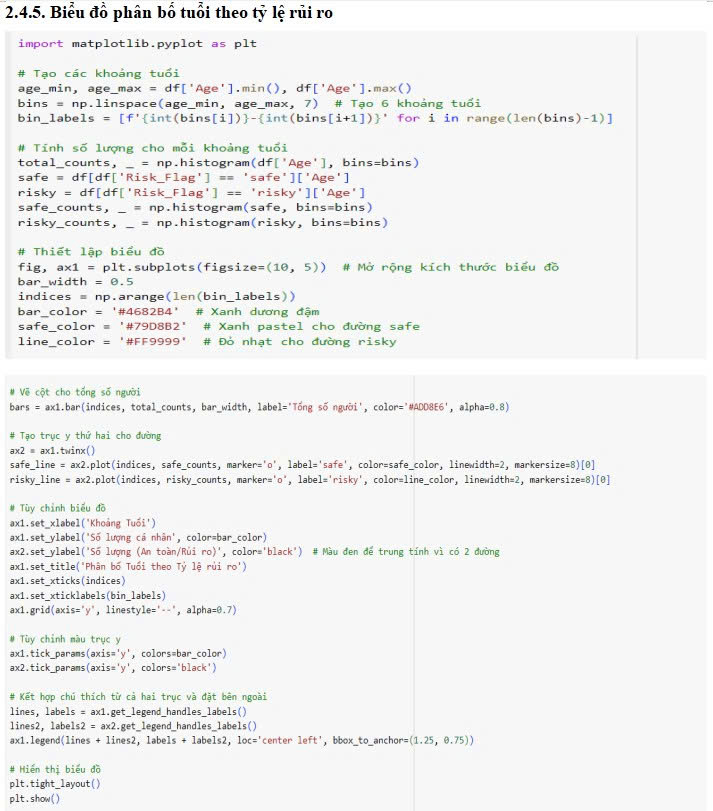 2.4.5. Biểu đồ phân bố tuổi theo tỷ lệ rủi ro
import matplotlib.pyplot as plt
# Tạo các khoảng tuổi
age_min, age_max = df['Age'].min(), df['Age'].max()
bins = np.linspace(age_min, age_max, 7)  # Tạo 6 khoảng tuổi
bin_labels = [f'{int(bins[i])}-{int(bins[i+1])}' for i in range(len(bins)-1)]
# Tính số lượng cho mỗi khoảng tuổi
total_counts, _ = np.histogram(df['Age'], bins=bins)
safe = df[df['Risk_Flag'] == 'safe']['Age']
risky = df[df['Risk_Flag'] == 'risky']['Age']
safe_counts, _ = np.histogram(safe, bins=bins)
risky_counts, _ = np.histogram(risky, bins=bins)
# Thiết lập biểu đồ
fig, ax1 = plt.subplots(figsize=(10, 5))  # Mở rộng kích thước biểu đồ
bar_width = 0.5
indices = np.arange(len(bin_labels))
bar_color = '#4682B4'  # Xanh dương đậm
safe_color = '#79D8B2'  # Xanh pastel cho đường safe
line_color = '#FF9999'  # Đỏ nhạt cho đường risky
# Vẽ cột cho tổng số người
bars = ax1.bar(indices, total_counts, bar_width, label='Tổng số người', color='#ADD8E6', alpha=0.8)
# Tạo trục y thứ hai cho đường
ax2 = ax1.twinx()
safe_line = ax2.plot(indices, safe_counts, marker='o', label='safe', color=safe_color, linewidth=2, markersize=8)[0]
risky_line = ax2.plot(indices, risky_counts, marker='o', label='risky', color=line_color, linewidth=2, markersize=8)[0]
# Tùy chỉnh biểu đồ
ax1.set_xlabel('Khoảng Tuổi')
ax1.set_ylabel('Số lượng cá nhân', color=bar_color)
ax2.set_ylabel('Số lượng (An toàn/Rủi ro)', color='black')  # Màu đen để trung tính vì có 2 đường
ax1.set_title('Phân bố Tuổi theo Tỷ lệ rủi ro')
ax1.set_xticks(indices)
ax1.set_xticklabels(bin_labels)
ax1.grid(axis='y', linestyle='--', alpha=0.7)
# Tùy chỉnh màu trục y
ax1.tick_params(axis='y', colors=bar_color)
ax2.tick_params(axis='y', colors='black')
# Kết hợp chú thích từ cả hai trục và đặt bên ngoài
lines, labels = ax1.get_legend_handles_labels()
lines2, labels2 = ax2.get_legend_handles_labels()
ax1.legend(lines + lines2, labels + labels2, loc='center left', bbox_to_anchor=(1.25, 0.75))
# Hiển thị biểu đồ
plt.tight_layout()
plt.show()